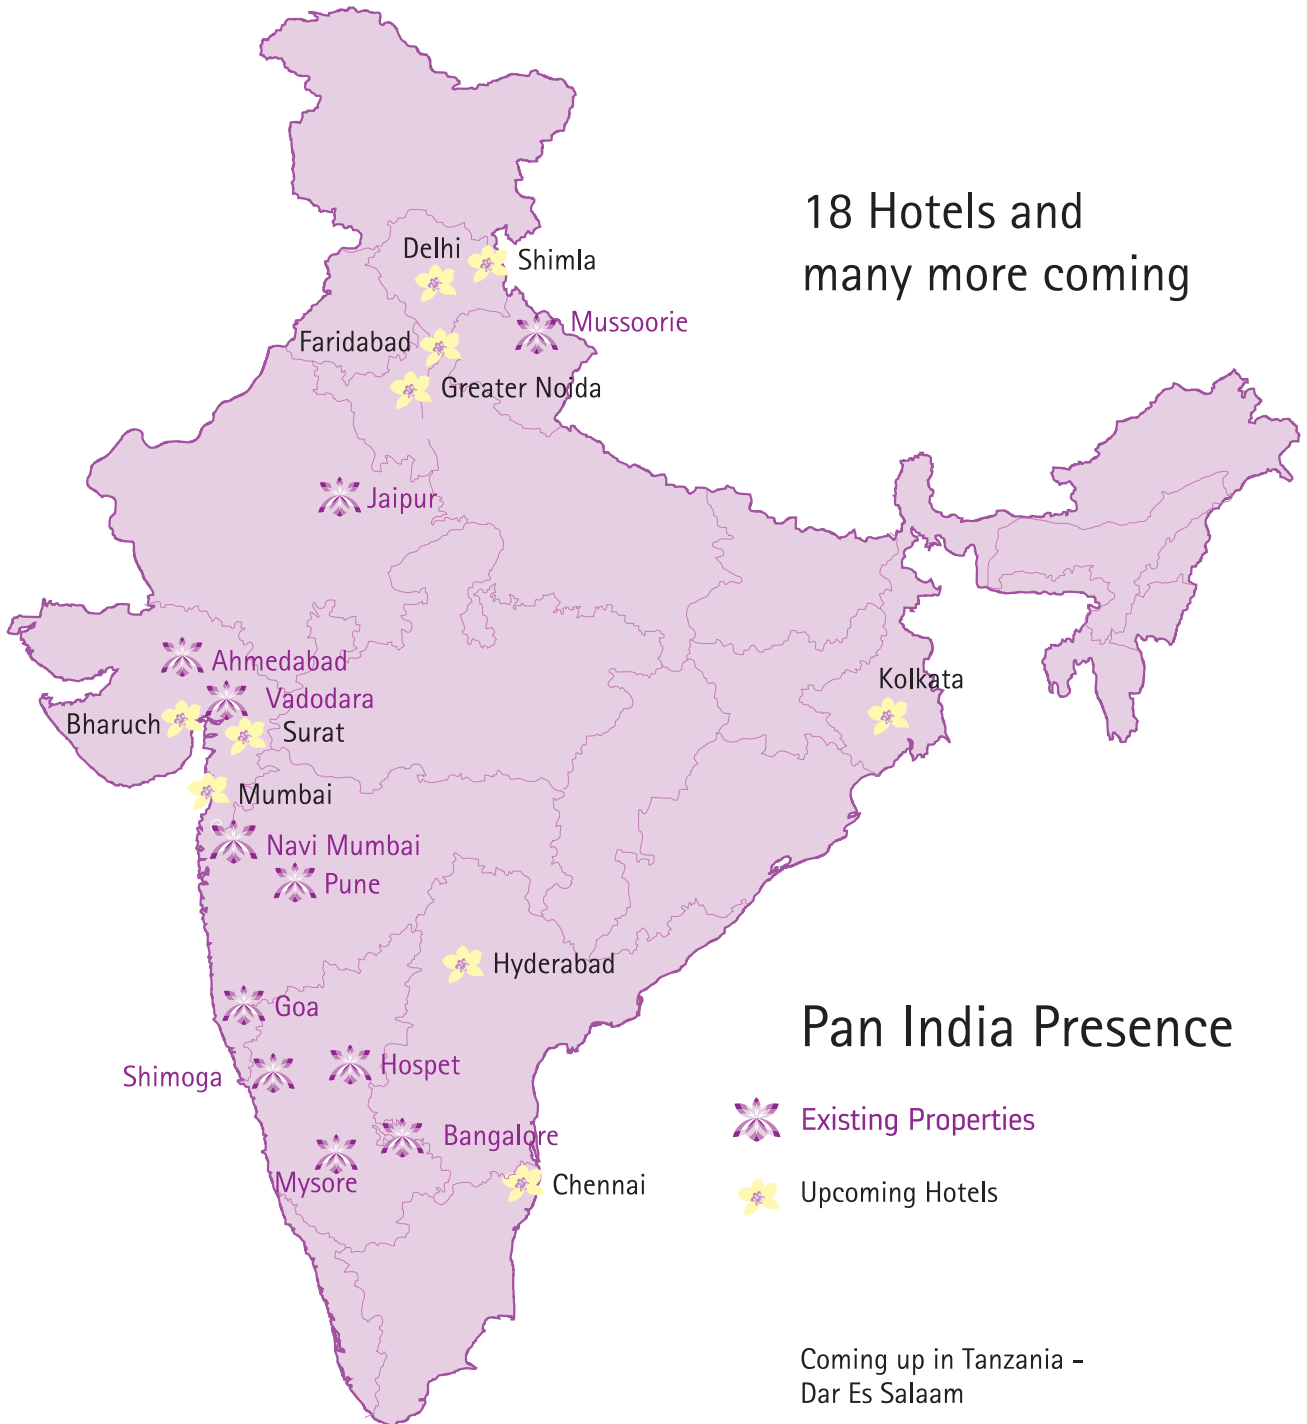 18 Hotels and
many more coming
Delhi
Shimla
Mussoorie
Faridabad
Greater Noida
Jaipur
Ahmedabad
Vadodara
Kolkata
Bharuch
Surat
Mumbai
Navi Mumbai
Pune
Hyderabad
Goa
Shimoga
Hospet
Bangalore
Mysore
Chennai
Pan India Presence
Existing Properties
Upcoming Hotels
Coming up in Tanzania -
Dar Es Salaam